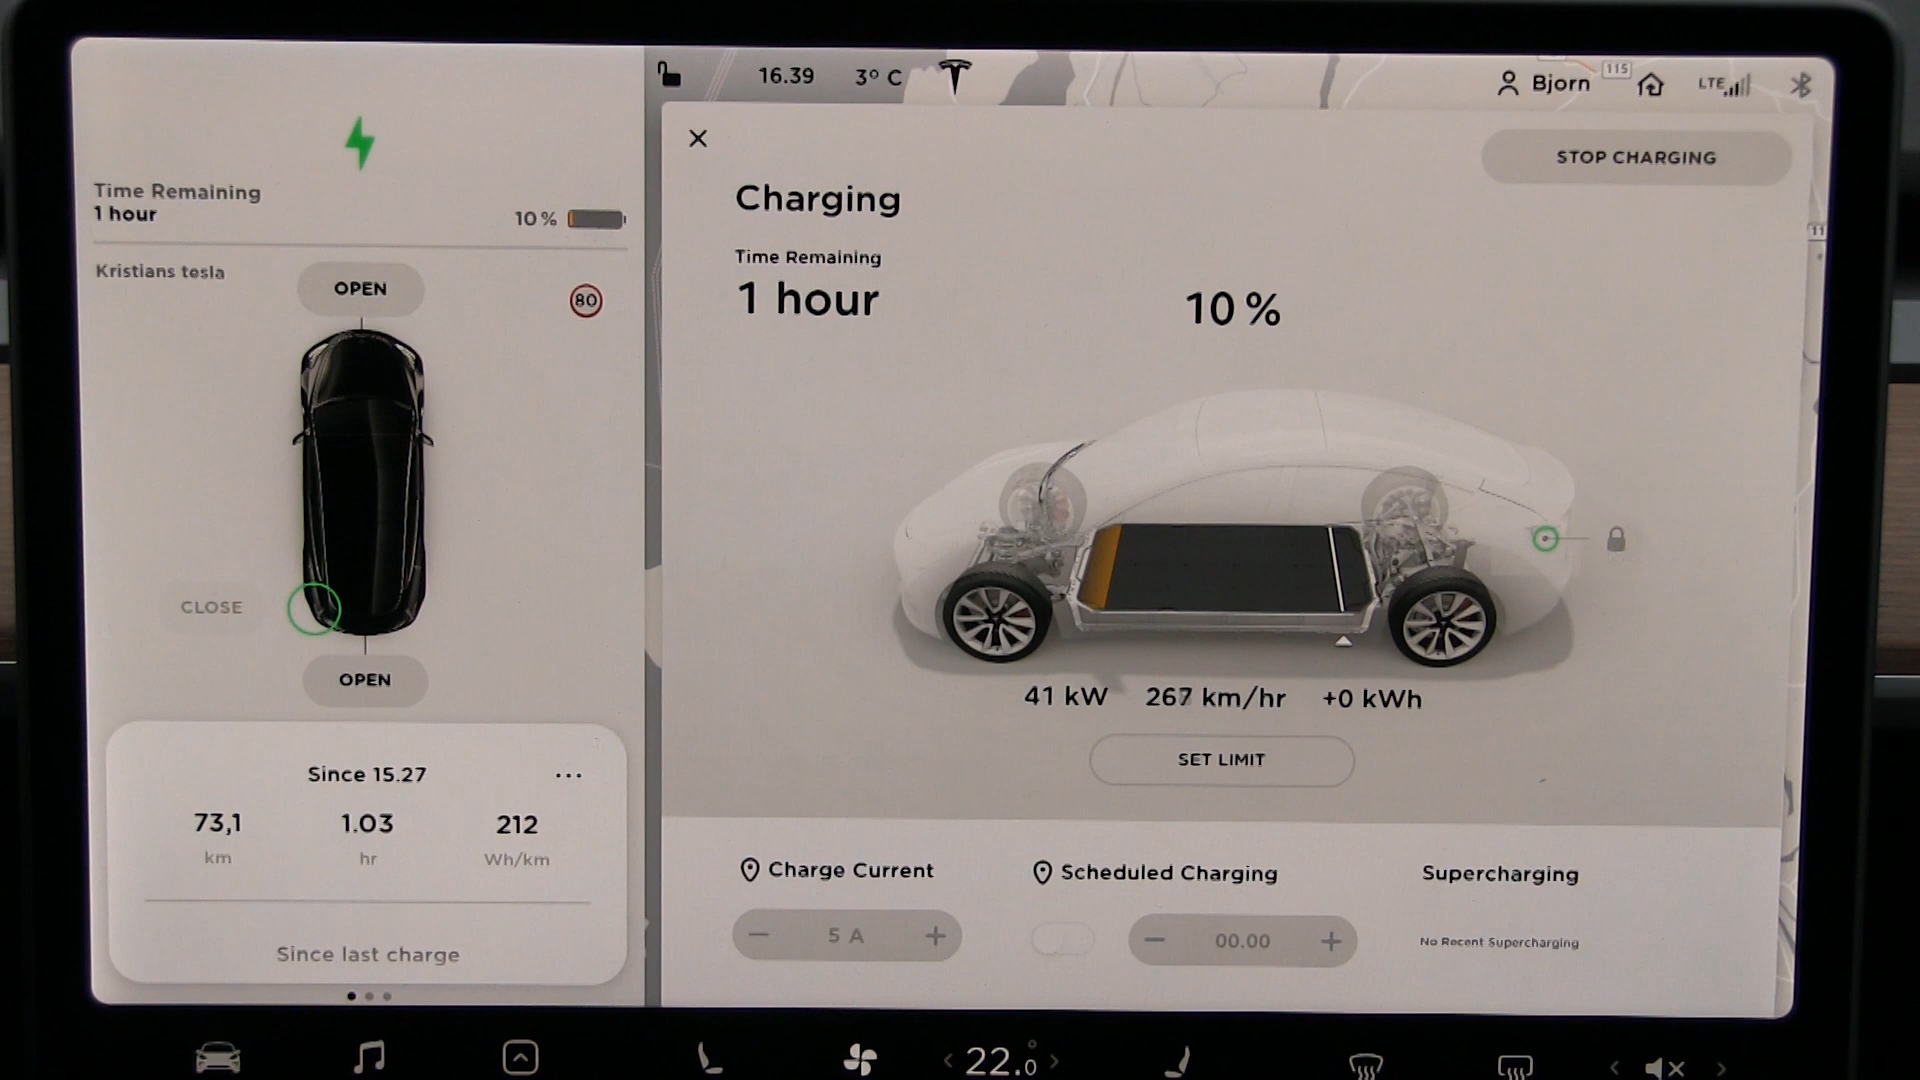 16.39
3° C
Bjorn
115
LTE
Time Remaining
1 hour
10 %
Kristians tesla
OPEN
80
CLOSE
OPEN
Since 15.27
...
73,1
km
1.03
hr
212
Wh/km
Since last charge
STOP CHARGING
Charging
Time Remaining
1 hour
10 %
41 kW
267 km/hr
+0 kWh
SET LIMIT
Charge Current
− 5 A +
Scheduled Charging
− 00.00 +
Supercharging
No Recent Supercharging
22.0°